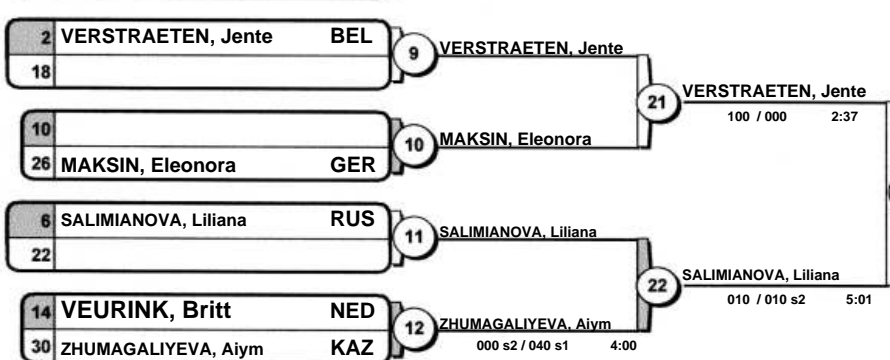 2 VERSTRAETEN, Jente BEL
18
9
VERSTRAETEN, Jente
10
26 MAKSIN, Eleonora GER
10
MAKSIN, Eleonora
21
VERSTRAETEN, Jente
100 / 000 2:37
6 SALIMIANOVA, Liliana RUS
22
11
SALIMIANOVA, Liliana
14 VEURINK, Britt NED
30 ZHUMAGALIYEVA, Aiym KAZ
12
ZHUMAGALIYEVA, Aiym
000 s2 / 040 s1 4:00
22
SALIMIANOVA, Liliana
010 / 010 s2 5:01